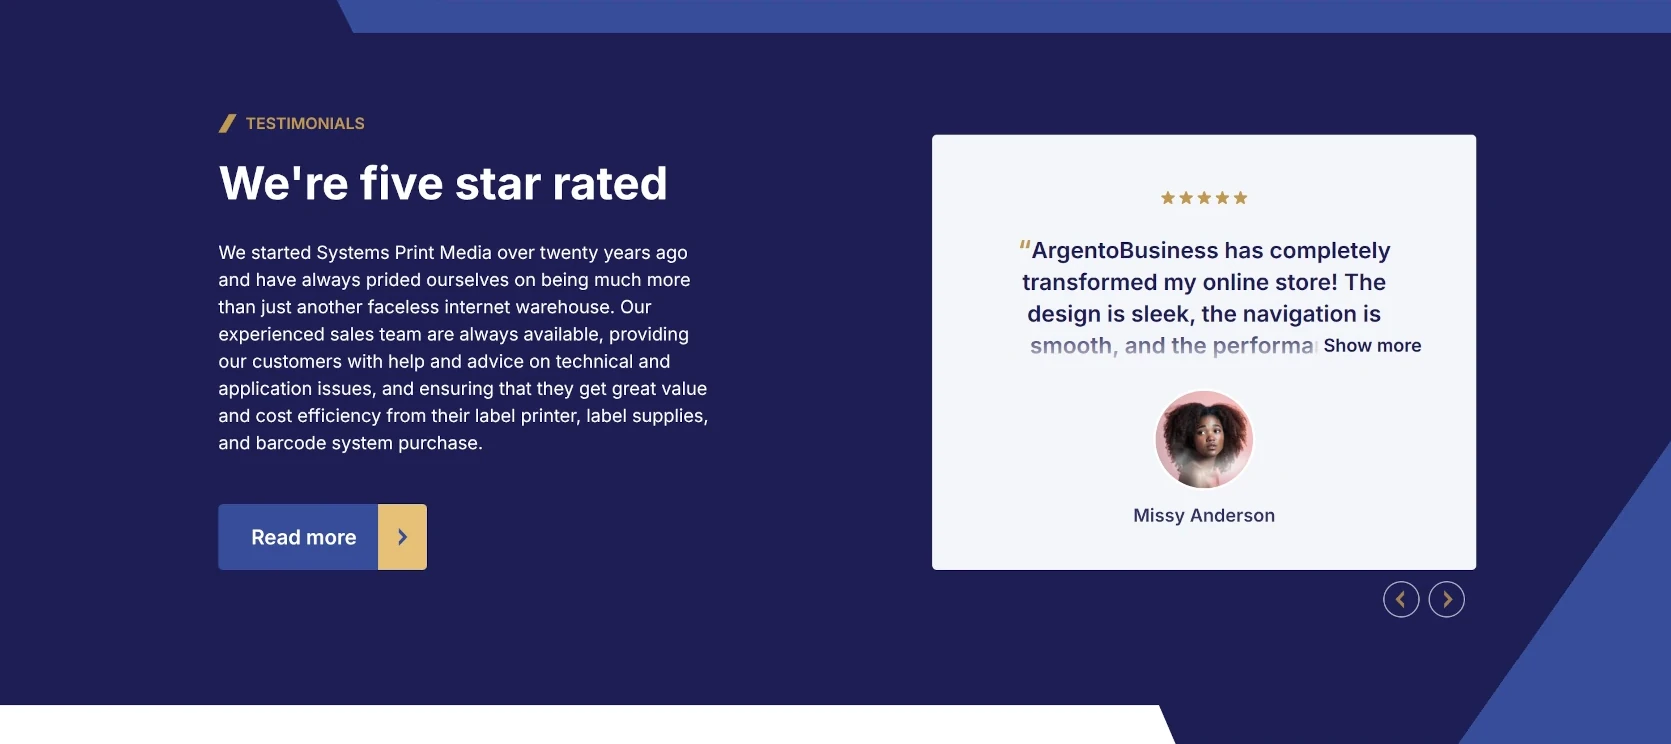 TESTIMONIALS
We're five star rated
We started Systems Print Media over twenty years ago
and have always prided ourselves on being much more
than just another faceless internet warehouse. Our
experienced sales team are always available, providing
our customers with help and advice on technical and
application issues, and ensuring that they get great value
and cost efficiency from their label printer, label supplies,
and barcode system purchase.
Read more
“ArgentoBusiness has completely
transformed my online store! The
design is sleek, the navigation is
smooth, and the performa Show more
Missy Anderson